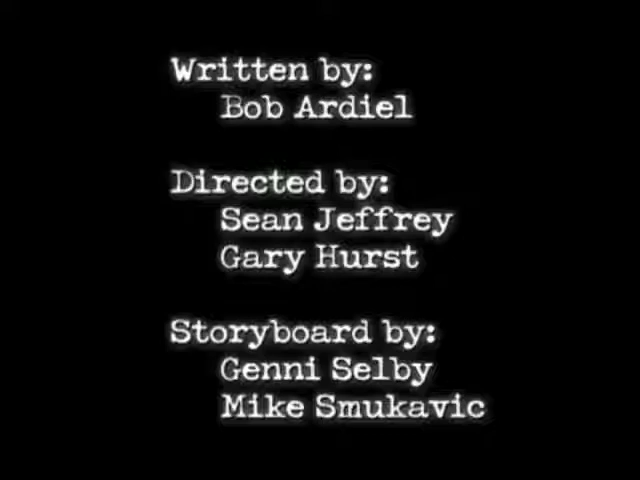 Written by:
Bob Ardiel
Directed by:
Sean Jeffrey
Gary Hurst
Storyboard by:
Genni Selby
Mike Smukavic